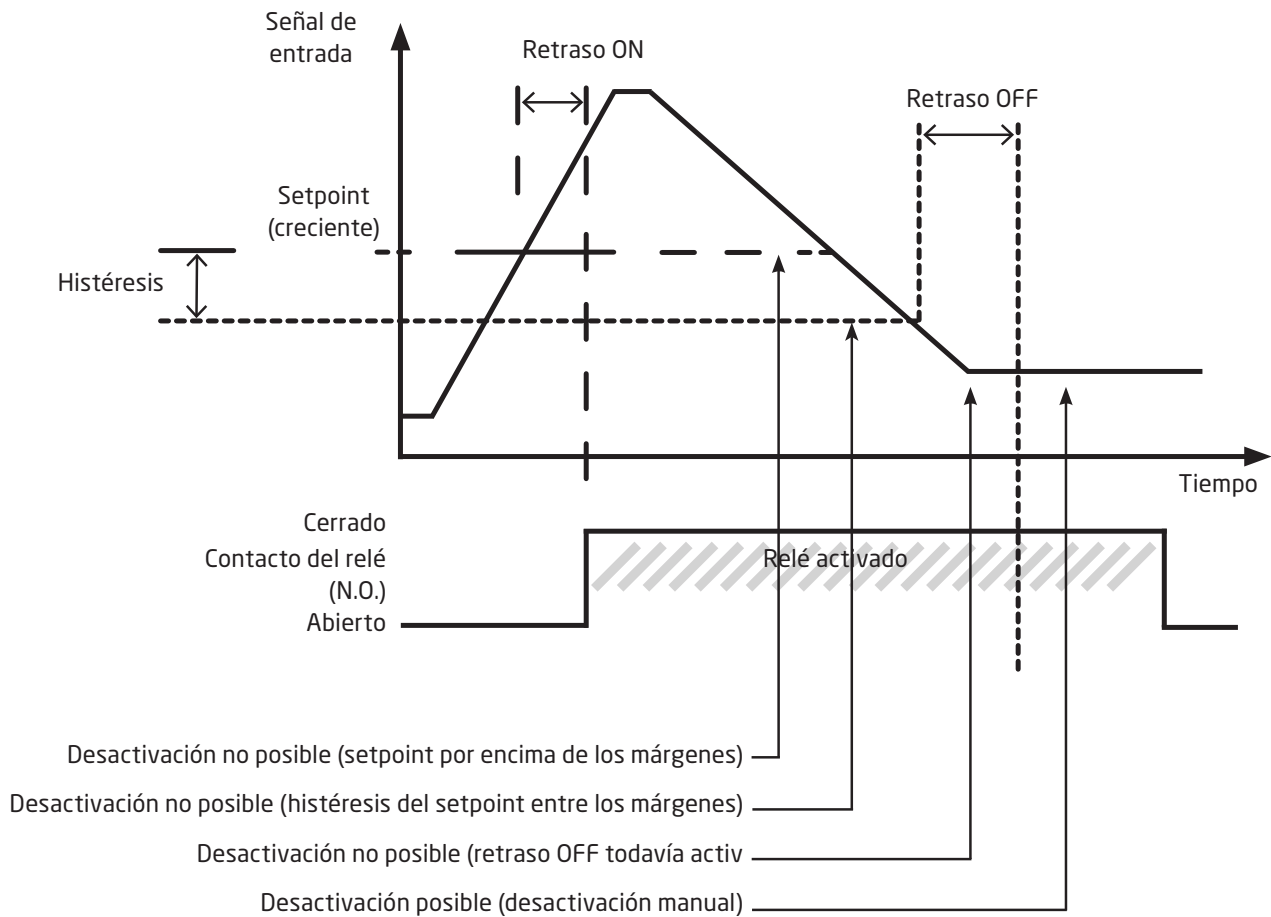 Señal de
entrada
Retraso ON
Retraso OFF
Setpoint
(creciente)
Histéresis
Tiempo
Cerrado
Contacto del relé
(N.O.)
Abierto
Relé activado
Desactivación no posible (setpoint por encima de los márgenes)
Desactivación no posible (histéresis del setpoint entre los márgenes)
Desactivación no posible (retraso OFF todavía activ
Desactivación posible (desactivación manual)